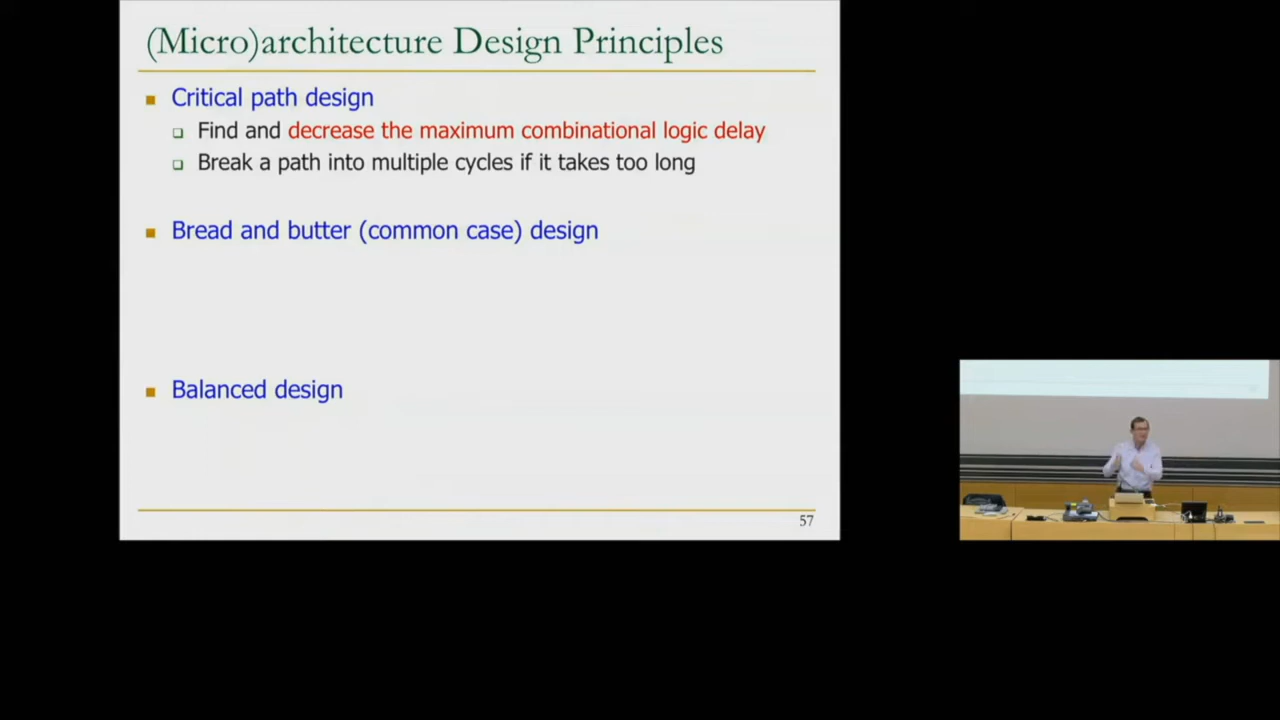 (Micro)architecture Design Principles
Critical path design
Find and decrease the maximum combinational logic delay
Break a path into multiple cycles if it takes too long
Bread and butter (common case) design
Balanced design
57